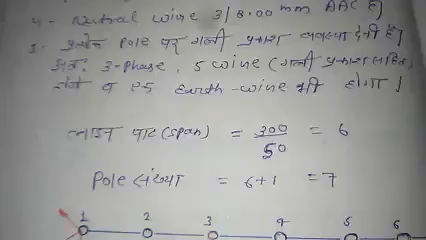 4- Neutral wire 3/8.00 mm AAC है|
5- प्रत्येक Pole पर गली प्रकाश व्यवस्था देनी है|
अतः 3-phase, 5 wire (गली प्रकाश सहित)
व एक Earth-wire भी होगा |
लाइन पाट (span) = 300/50 = 6
Pole संख्या = 6+1 = 7
1 2 3 4 5 6